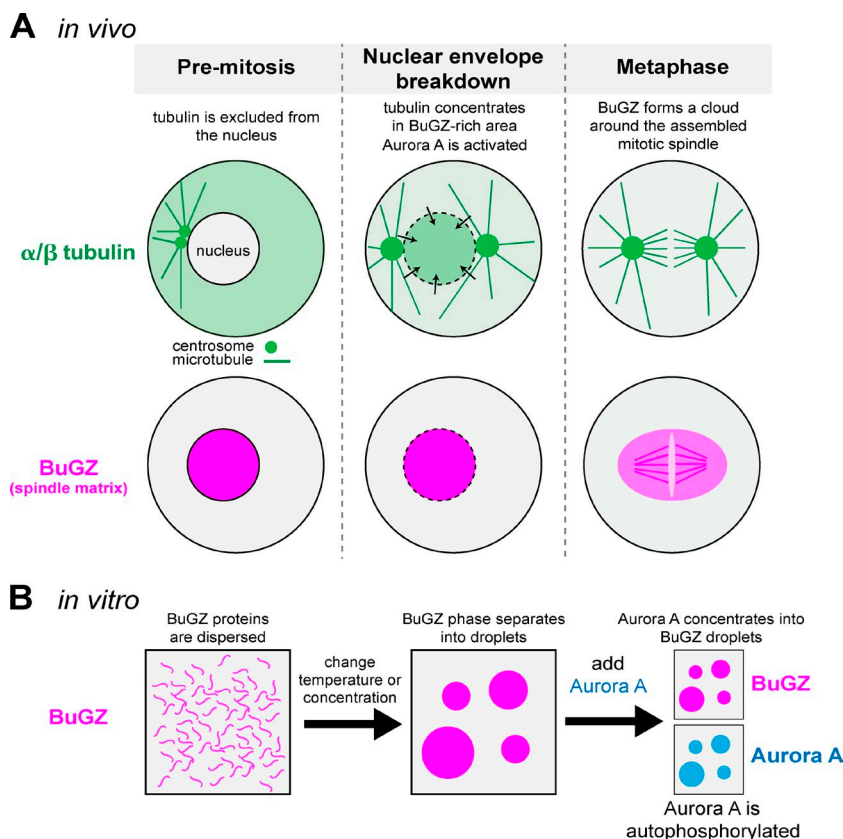 A in vivo
Pre-mitosis
Nuclear envelope
breakdown
Metaphase
tubulin is excluded from
the nucleus
tubulin concentrates
in BuGZ-rich area
Aurora A is activated
BuGZ forms a cloud
around the assembled
mitotic spindle
α/β tubulin
nucleus
centrosome
microtubule
BuGZ
(spindle matrix)
B in vitro
BuGZ proteins
are dispersed
BuGZ phase separates
into droplets
Aurora A concentrates into
BuGZ droplets
BuGZ
change
temperature or
concentration
add
Aurora A
BuGZ
Aurora A
Aurora A is
autophosphorylated